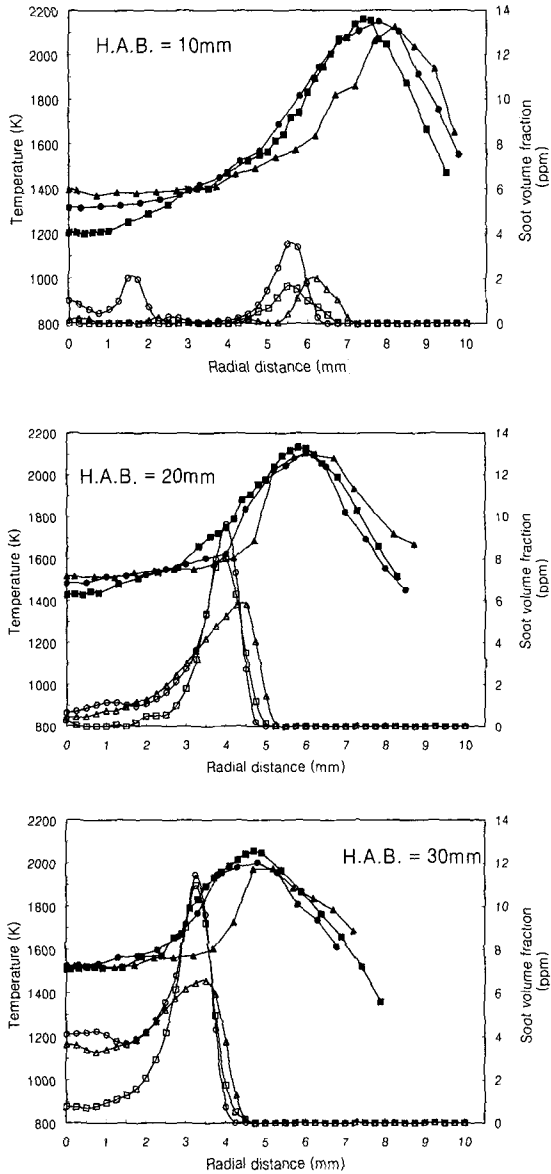 H.A.B. = 10mm
Temperature (K)
2200
2000
1800
1600
1400
1200
1000
800
14
12
10
8
6
4
2
0
Soot volume fraction
(ppm)
0 1 2 3 4 5 6 7 8 9 10
Radial distance (mm
H.A.B. = 20mm
Temperature (K)
2200
2000
1800
1600
1400
1200
1000
800
14
12
10
8
6
4
2
0
Soot volume fraction
(ppm)
0 1 2 3 4 5 6 7 8 9 10
Radial distance (mm)
H.A.B. = 30mm
Temperature (K)
2200
2000
1800
1600
1400
1200
1000
800
14
12
10
8
6
4
2
0
Soot volume fraction
(ppm)
0 1 2 3 4 5 6 7 8 9 10
Radial distance (mm)